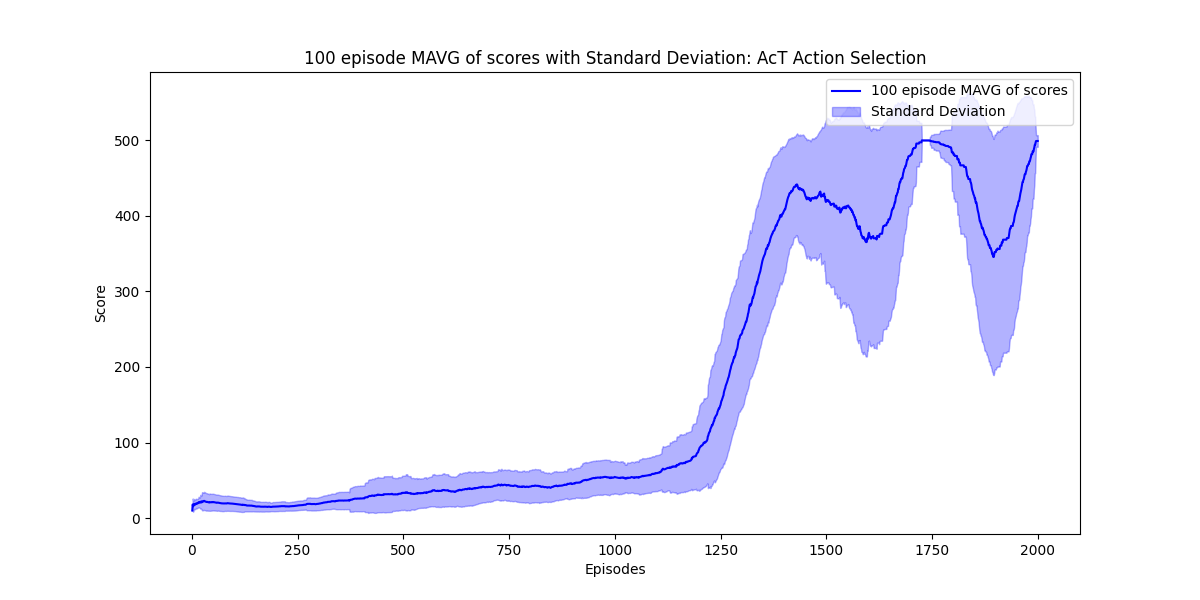 100 episode MAVG of scores with Standard Deviation: AcT Action Selection
100 episode MAVG of scores
Standard Deviation
500
400
300
200
100
0
Score
0 250 500 750 1000 1250 1500 1750 2000
Episodes